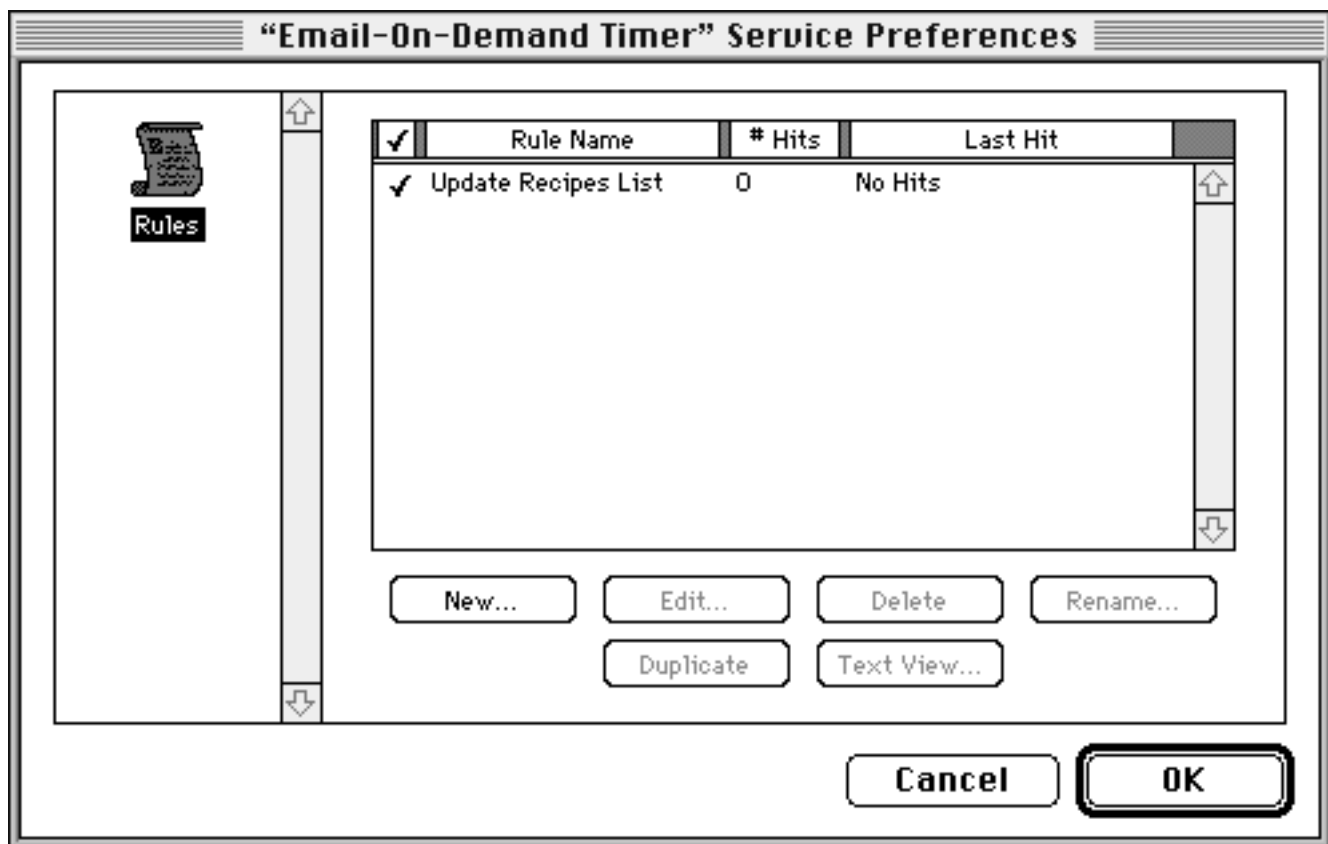 “Email-On-Demand Timer” Service Preferences
Rules
✓ Rule Name # Hits Last Hit
✓ Update Recipes List 0 No Hits
New... Edit... Delete Rename...
Duplicate Text View...
Cancel OK